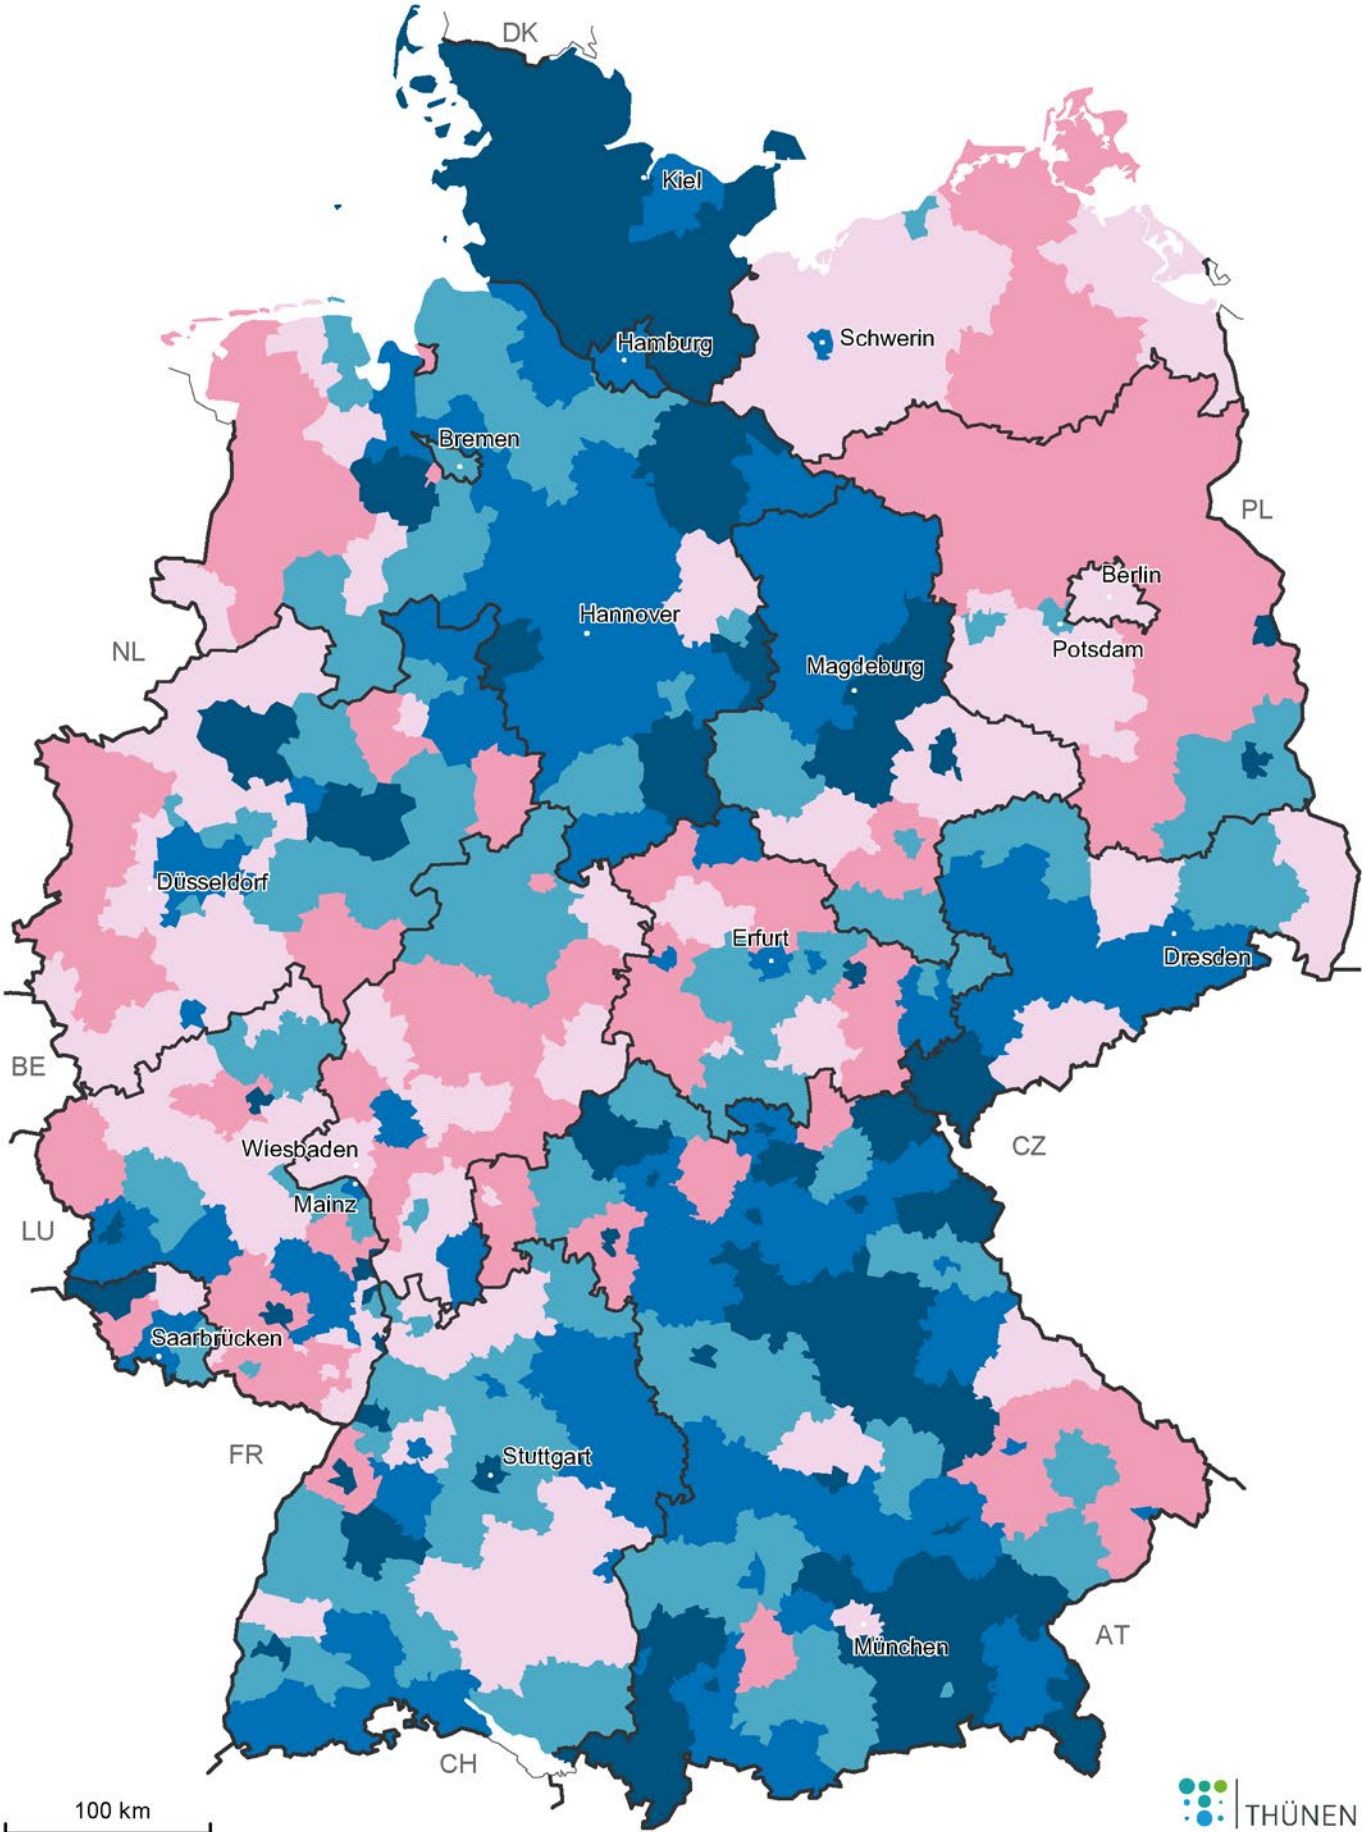 DK
Kiel
Schwerin
Hamburg
Bremen
PL
Berlin
Hannover
Potsdam
NL
Magdeburg
Düsseldorf
Erfurt
Dresden
BE
CZ
Wiesbaden
Mainz
LU
Saarbrücken
FR
Stuttgart
AT
München
CH
100 km
THÜNEN